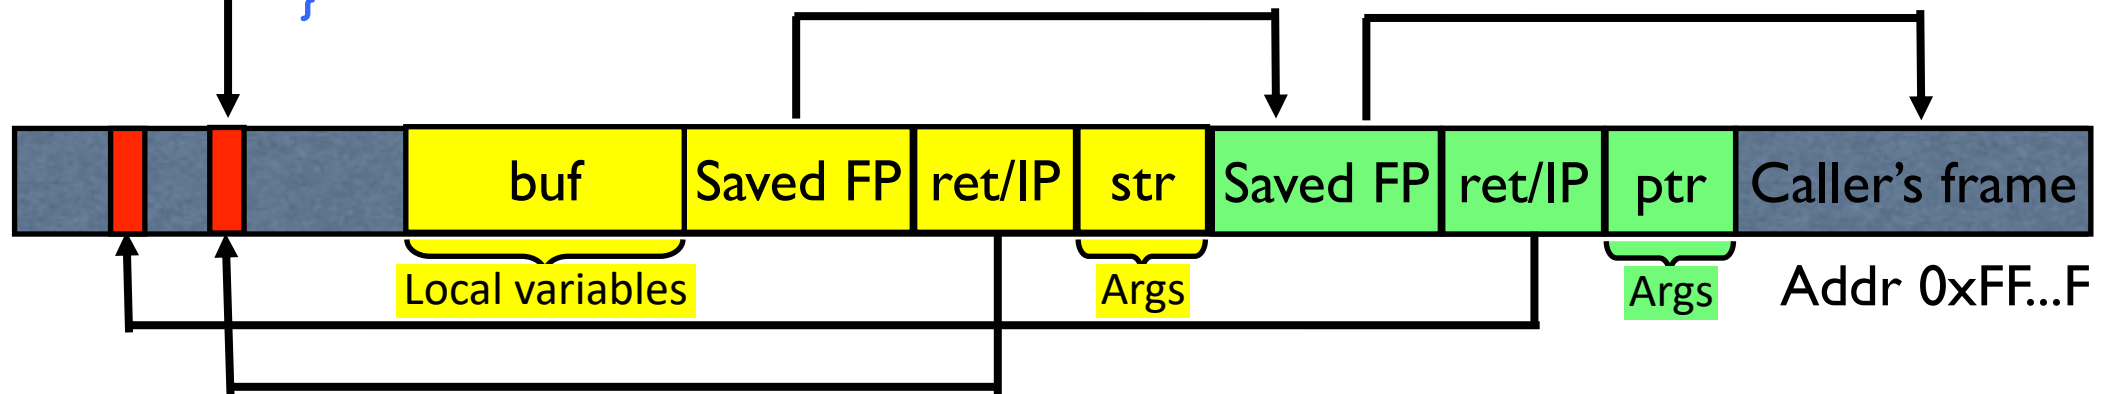 }
buf Saved FP ret/IP str Saved FP ret/IP ptr Caller's frame
Local variables Args Args Addr 0xFF...F